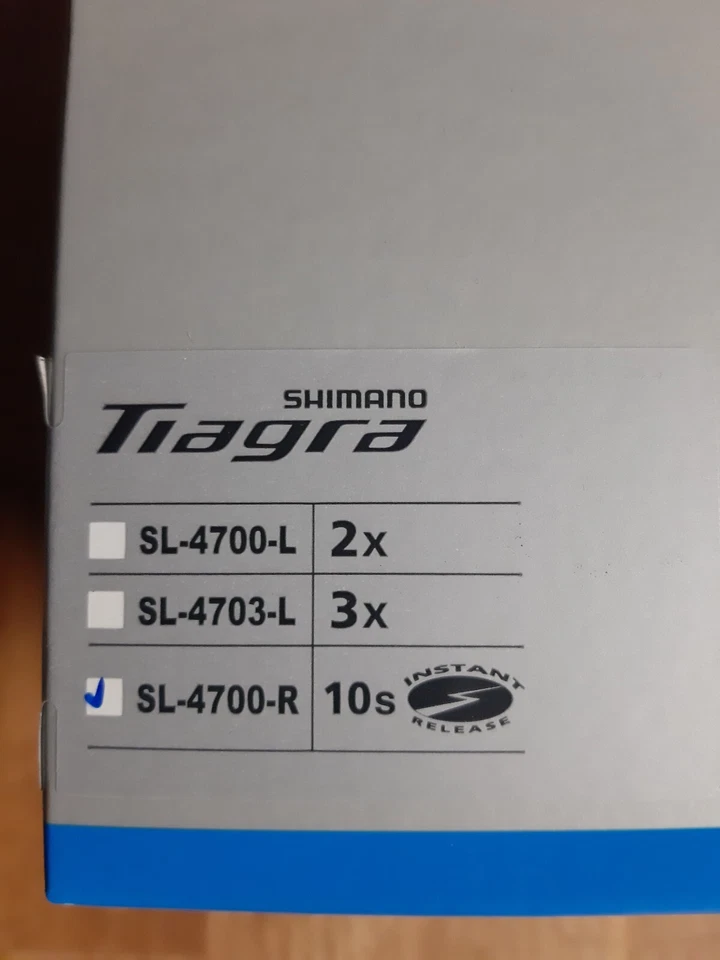 SHIMANO
Tiagra
SL-4700-L 2x
SL-4703-L 3x
SL-4700-R 10s INSTANT RELEASE